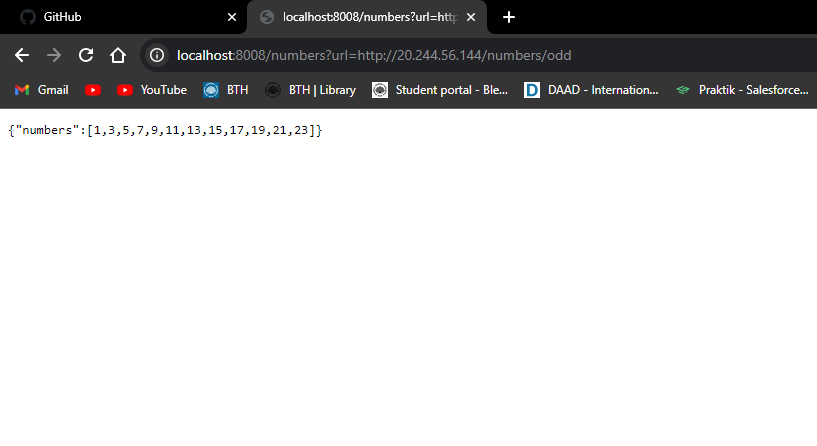 GitHub
localhost:8008/numbers?url=http
localhost:8008/numbers?url=http://20.244.56.144/numbers/odd
Gmail YouTube BTH BTH | Library Student portal - Ble... DAAD - Internation... Praktik - Salesforce...
{"numbers":[1,3,5,7,9,11,13,15,17,19,21,23]}